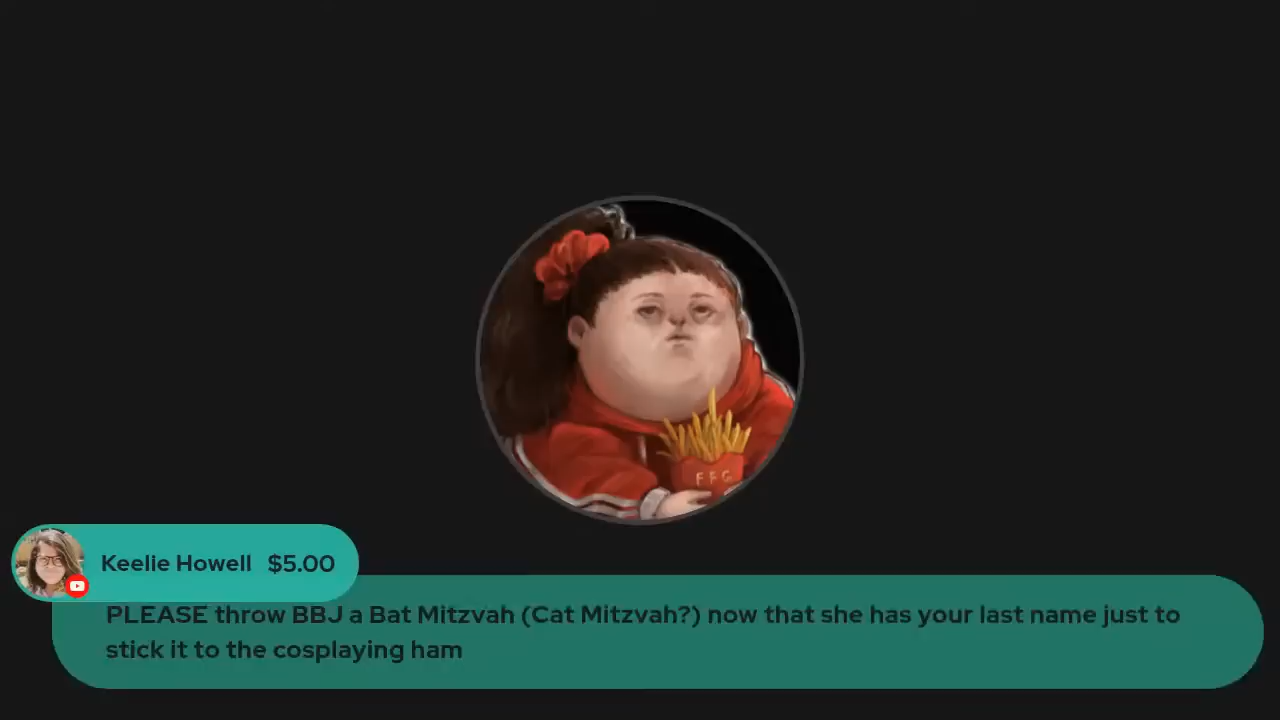 FFG
Keelie Howell $5.00
PLEASE throw BBJ a Bat Mitzvah (Cat Mitzvah?) now that she has your last name just to
stick it to the cosplaying ham